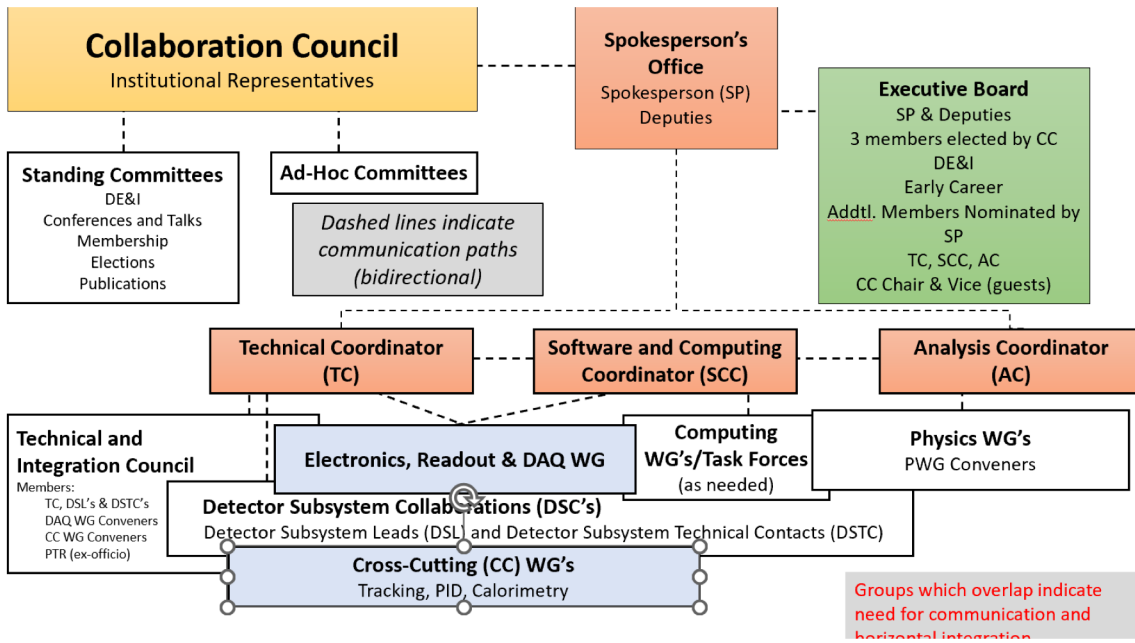 Collaboration Council
Institutional Representatives
Spokesperson's
Office
Spokesperson (SP)
Deputies
Executive Board
SP & Deputies
3 members elected by CC
DE&I
Early Career
Addtl. Members Nominated by
SP
TC, SCC, AC
CC Chair & Vice (guests)
Standing Committees
DE&I
Conferences and Talks
Membership
Elections
Publications
Ad-Hoc Committees
Dashed lines indicate
communication paths
(bidirectional)
Technical Coordinator
(TC)
Software and Computing
Coordinator (SCC)
Analysis Coordinator
(AC)
Technical and
Integration Council
Members:
TC, DSL's & DSTC's
DAQ WG Conveners
CC WG Conveners
PTR (ex-officio)
Electronics, Readout & DAQ WG
Computing
WG's/Task Forces
(as needed)
Physics WG's
PWG Conveners
Detector Subsystem Collaborations (DSC's)
Detector Subsystem Leads (DSL) and Detector Subsystem Technical Contacts (DSTC)
Cross-Cutting (CC) WG's
Tracking, PID, Calorimetry
Groups which overlap indicate
need for communication and
horizontal integration